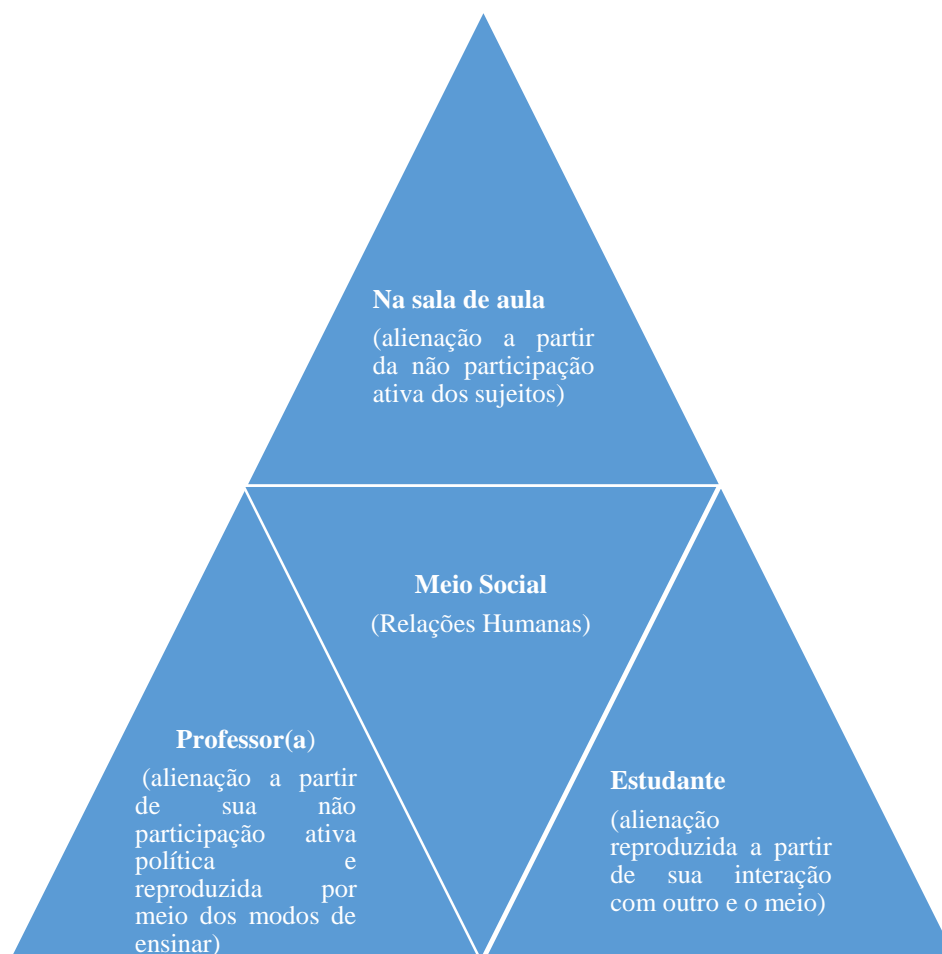 Na sala de aula
(alienação a partir
da não participação
ativa dos sujeitos)
Meio Social
(Relações Humanas)
Professor(a)
(alienação a partir
de sua não
participação ativa
política e
reproduzida por
meio dos modos de
ensinar)
Estudante
(alienação
reproduzida a partir
de sua interação
com outro e o meio)